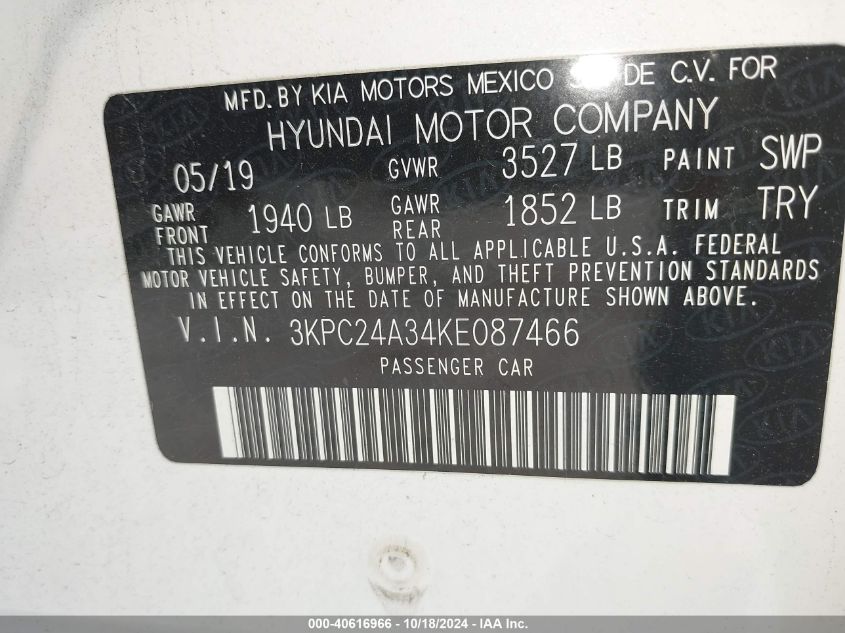 MFD. BY KIA MOTORS MEXICO DE C.V. FOR
HYUNDAI MOTOR COMPANY
05/19 GVWR 3527 LB PAINT SWP
GAWR FRONT 1940 LB GAWR REAR 1852 LB TRIM TRY
THIS VEHICLE CONFORMS TO ALL APPLICABLE U.S.A. FEDERAL
MOTOR VEHICLE SAFETY, BUMPER, AND THEFT PREVENTION STANDARDS
IN EFFECT ON THE DATE OF MANUFACTURE SHOWN ABOVE.
V.I.N. 3KPC24A34KE087466
PASSENGER CAR
000-40616966 - 10/18/2024 - IAA Inc.